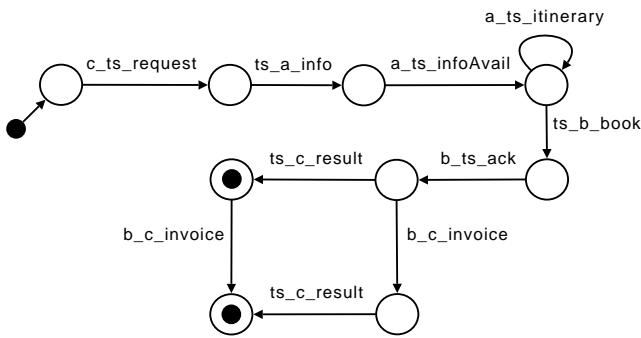 a_ts_itinerary
c_ts_request
ts_a_info
a_ts_infoAvail
ts_b_book
ts_c_result
b_ts_ack
b_c_invoice
b_c_invoice
ts_c_result